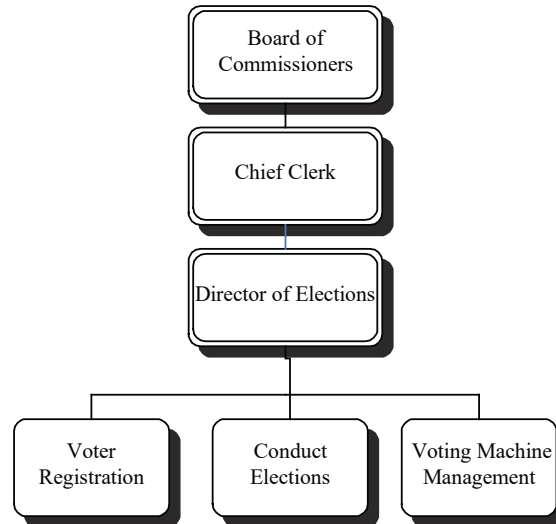 Board of
Commissioners
Chief Clerk
Director of Elections
Voter
Registration
Conduct
Elections
Voting Machine
Management